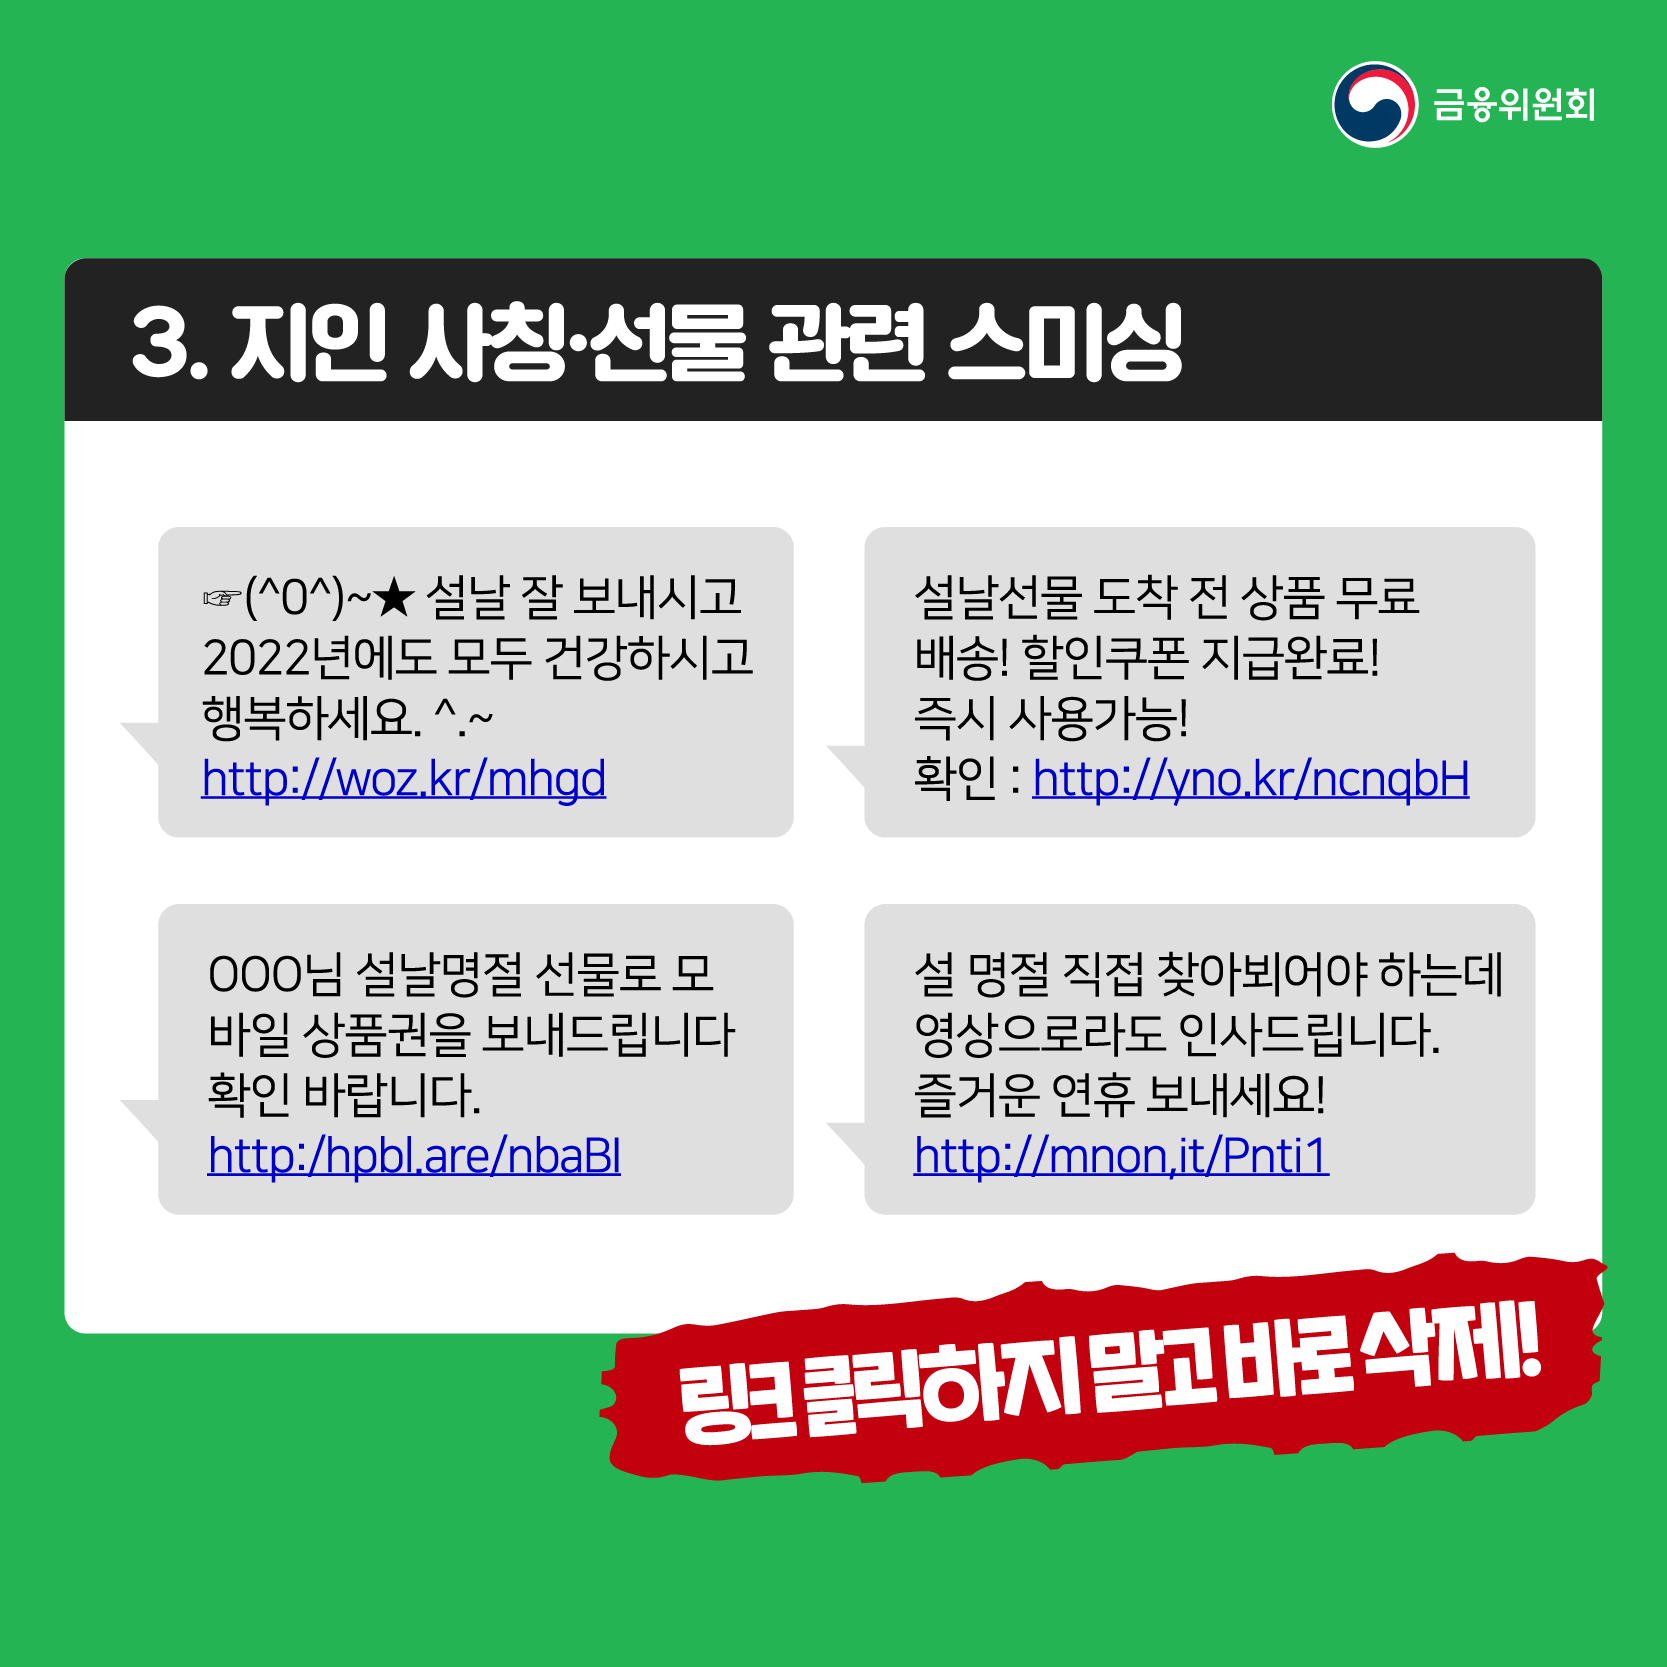 금융위원회
3. 지인 사칭·선물 관련 스미싱
☞(^0^)~★ 설날 잘 보내시고
2022년에도 모두 건강하시고
행복하세요. ^.~
http://woz.kr/mhgd
설날선물 도착 전 상품 무료
배송! 할인쿠폰 지급완료!
즉시 사용가능!
확인 : http://yno.kr/ncnqbH
OOO님 설날명절 선물로 모
바일 상품권을 보내드립니다
확인 바랍니다.
http:/hpbl.are/nbaBl
설 명절 직접 찾아뵈어야 하는데
영상으로라도 인사드립니다.
즐거운 연휴 보내세요!
http://mnon,it/Pnti1
링크 클릭하지 말고 바로 삭제!